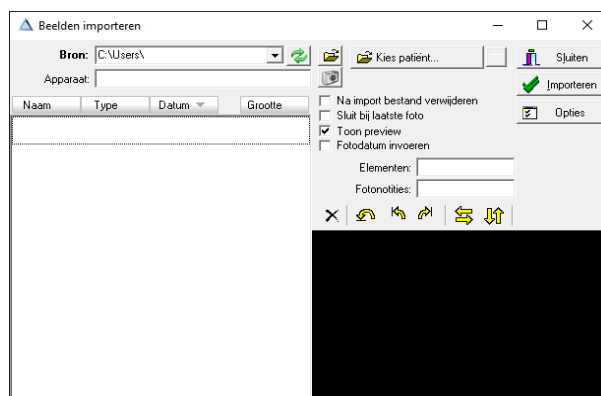 Beelden importeren
Bron: C:\Users\
Kies patiënt...
Sluiten
Apparaat:
Importeren
Naam Type Datum Grootte
Na import bestand verwijderen
Opties
Sluit bij laatste foto
Toon preview
Fotodatum invoeren
Elementen:
Fotonotities: